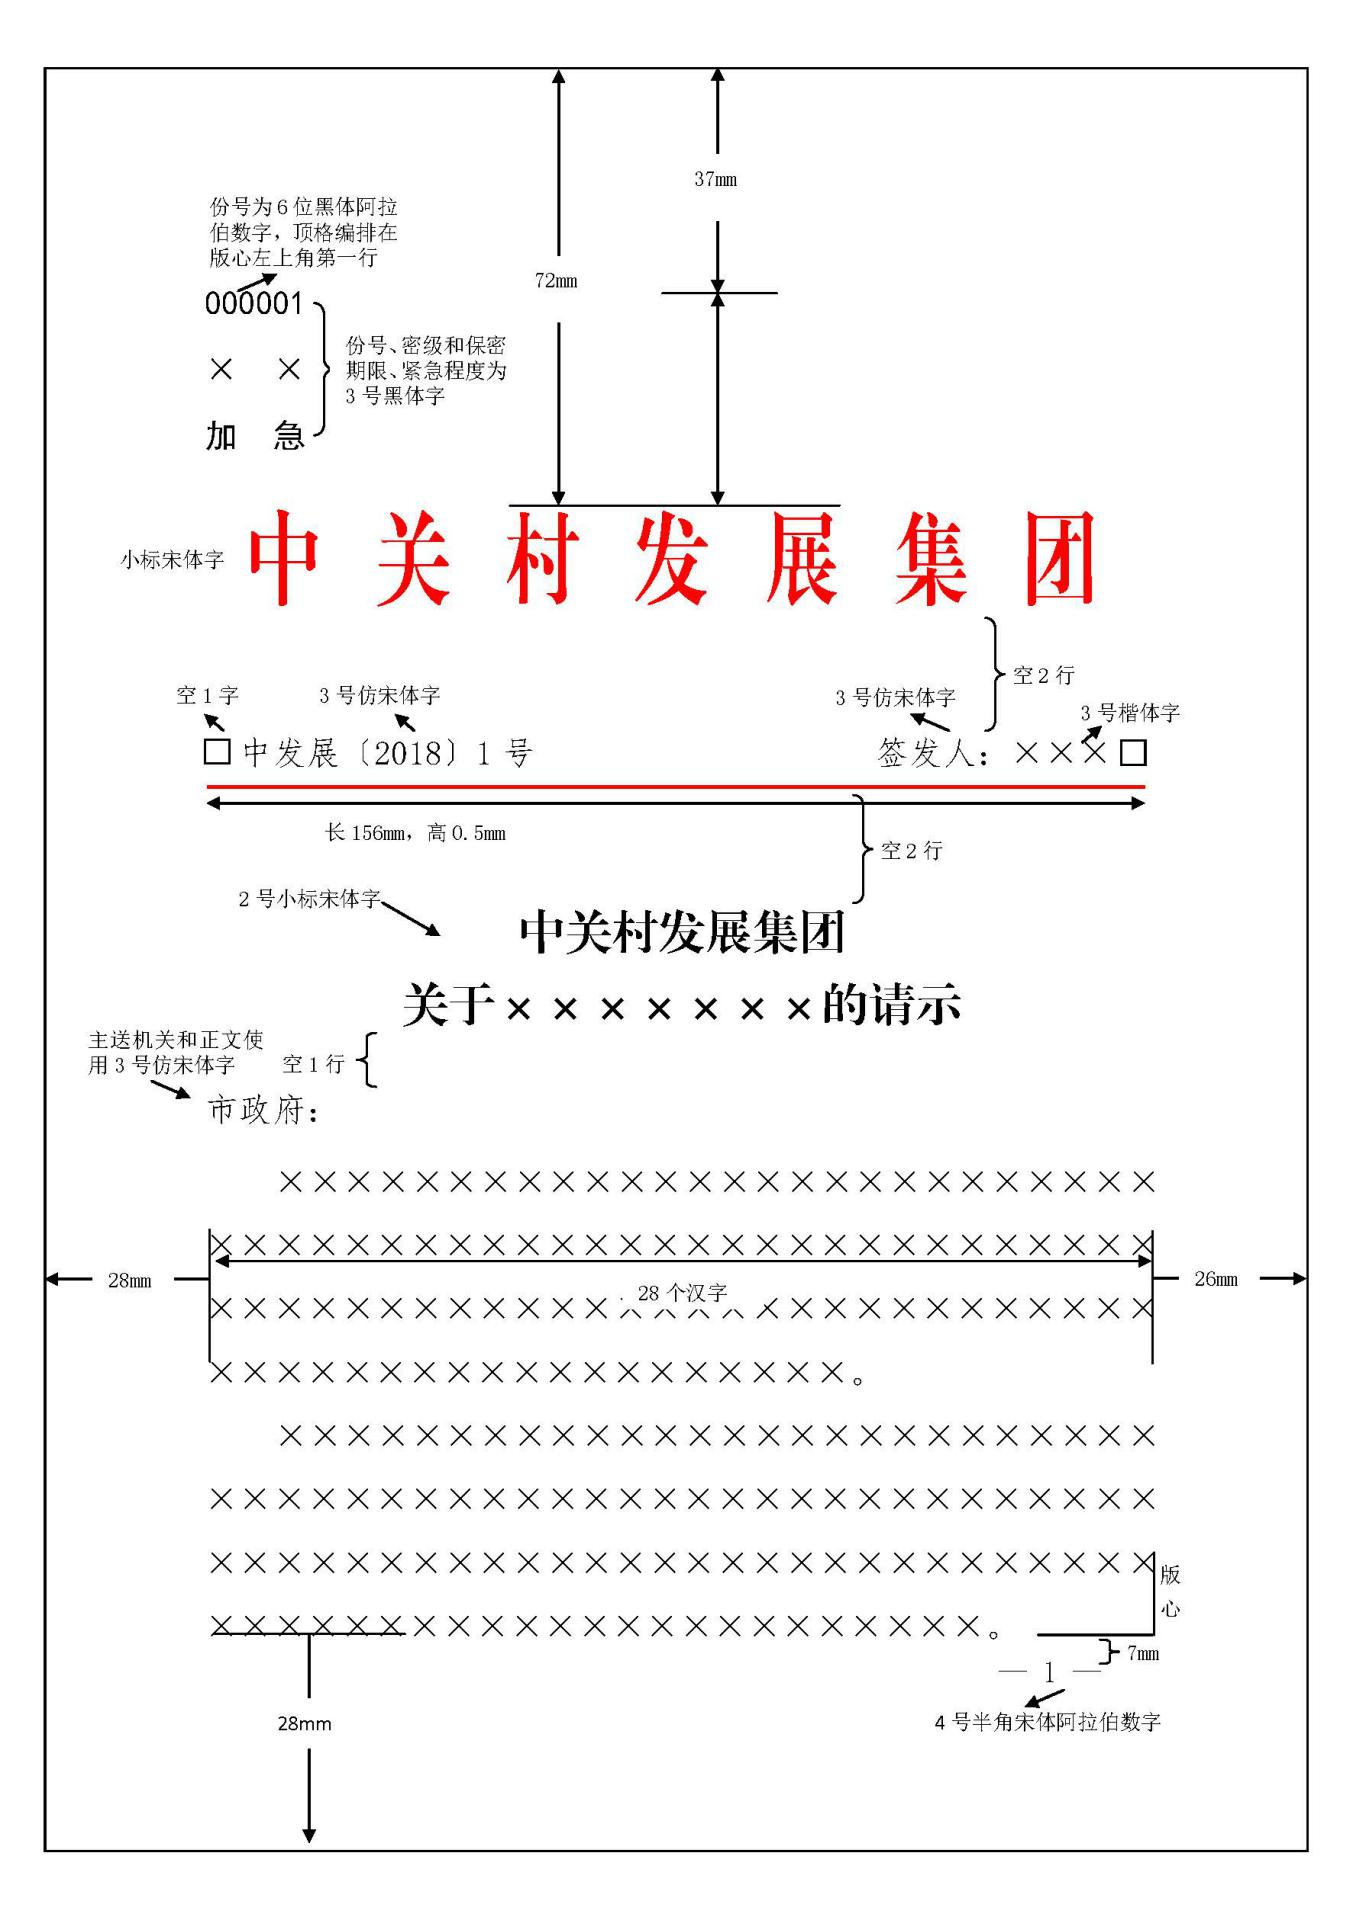 37mm
份号为6位黑体阿拉
伯数字，顶格编排在
版心左上角第一行
72mm
000001
份号、密级和保密
期限、紧急程度为
3号黑体字
× ×
加 急
小标宋体字
中关村发展集团
空2行
空1字
3号仿宋体字
3号仿宋体字
3号楷体字
□中发展〔2018〕1号
签发人：×××□
长156mm，高0.5mm
空2行
2号小标宋体字
中关村发展集团
关于×××××××的请示
主送机关和正文使
用3号仿宋体字
空1行
市政府：
××××××××××××××××××××××××××
××××××××××××××××××××××××××××
28mm
26mm
28个汉字
××××××××××××××××××××××××××××
×××××××××××××××××××。
××××××××××××××××××××××××××
××××××××××××××××××××××××××××
××××××××××××××××××××××××××××
版
心
×××××××××××××××××××××××。
7mm
— 1 —
28mm
4号半角宋体阿拉伯数字